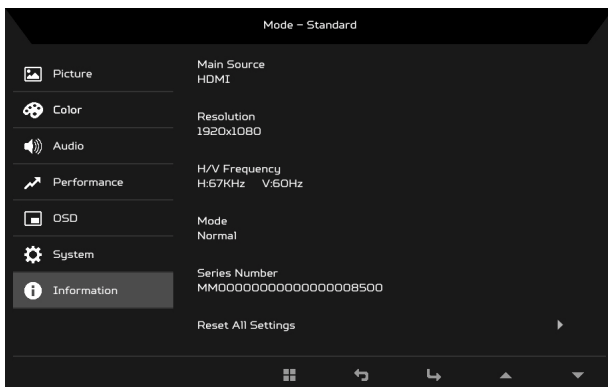 Mode – Standard
Picture
Color
Audio
Performance
OSD
System
Information
Main Source
HDMI
Resolution
1920x1080
H/V Frequency
H:67KHz V:60Hz
Mode
Normal
Series Number
MM00000000000000008500
Reset All Settings